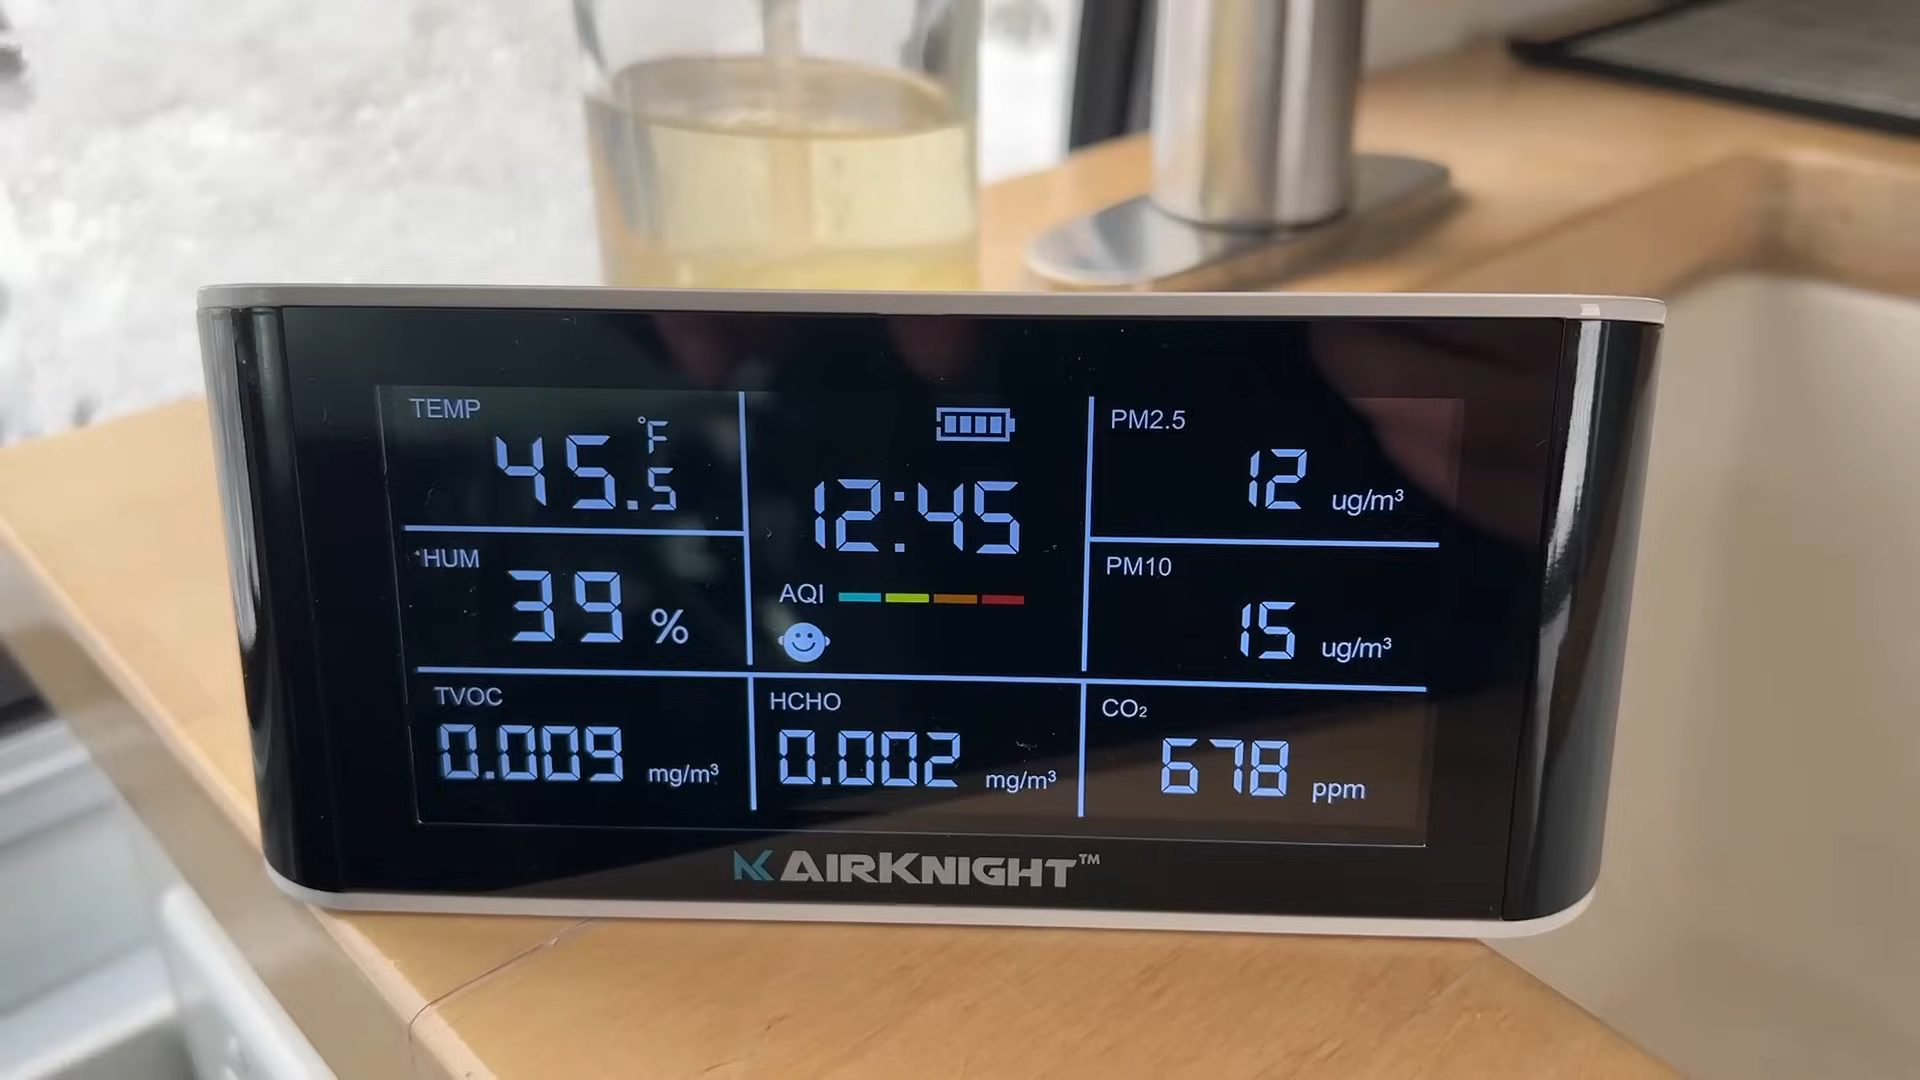 TEMP
45.5 °F
HUM
39 %
12:45
AQI
PM2.5
12 ug/m³
PM10
15 ug/m³
TVOC
0.009 mg/m³
HCHO
0.002 mg/m³
CO₂
678 ppm
AIRKNIGHT™